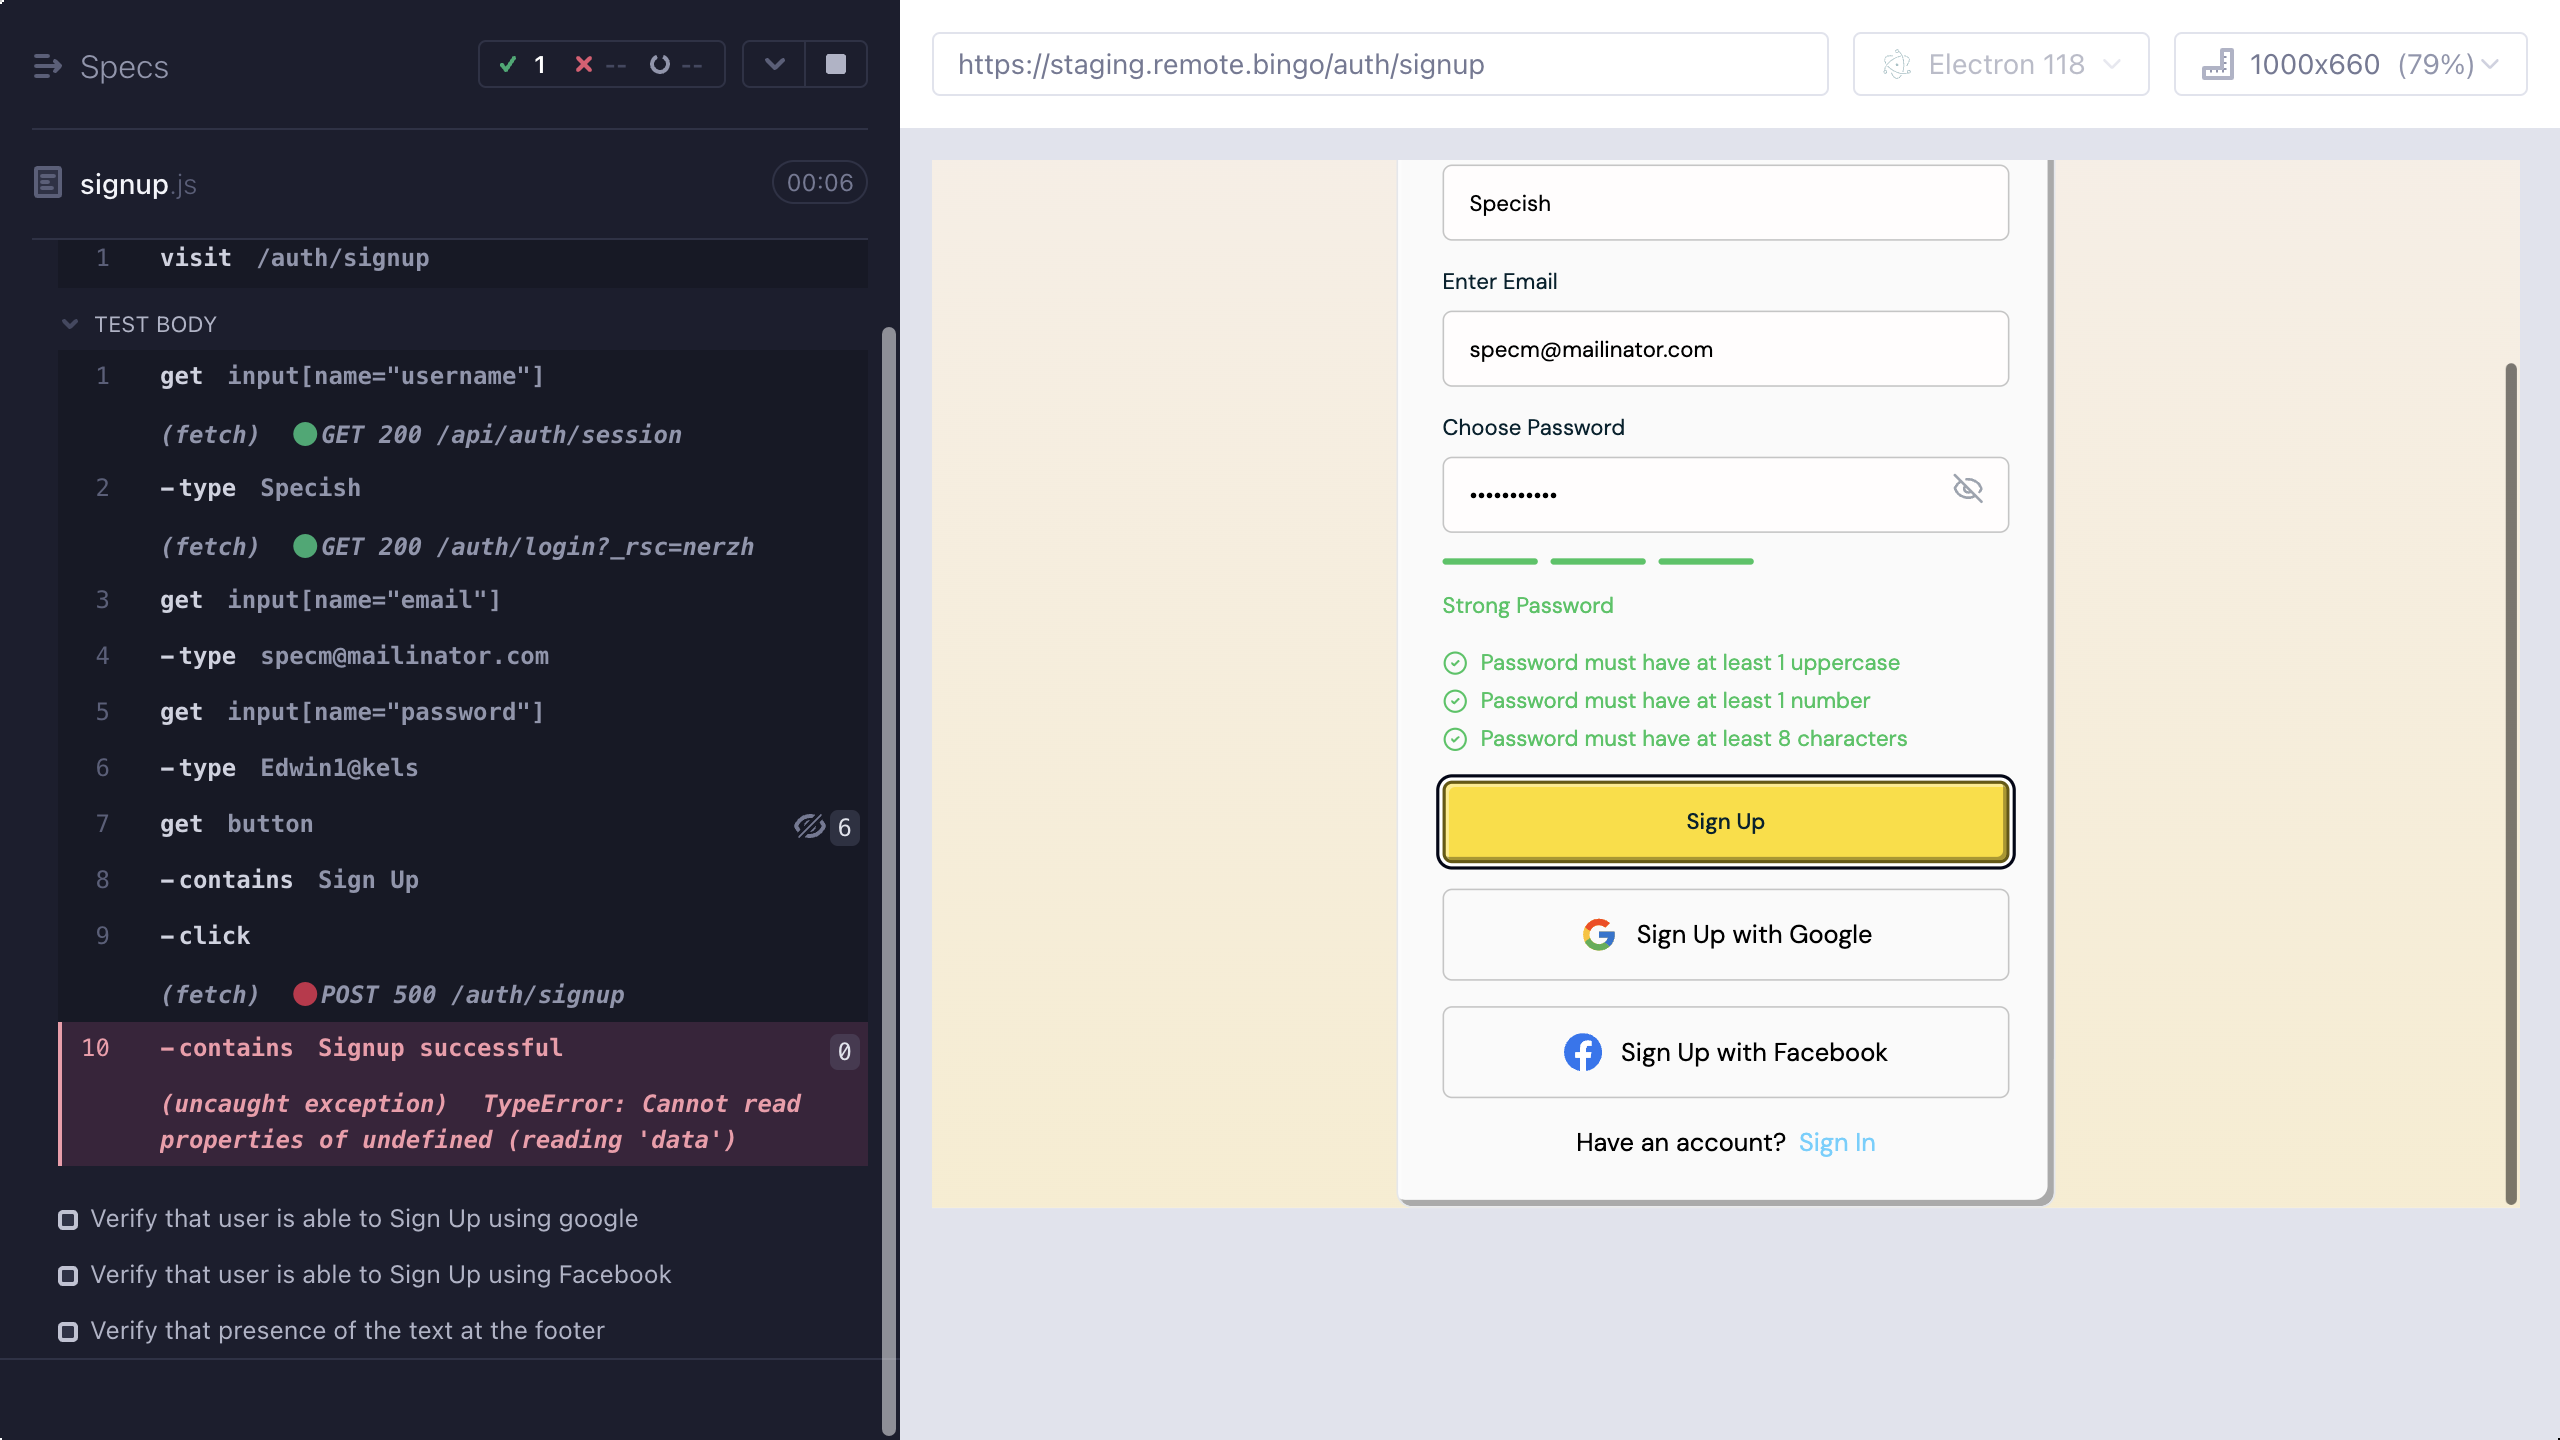 Specs
1 -- --
signup.js
00:06
1 visit /auth/signup
TEST BODY
1 get input[name="username"]
(fetch) GET 200 /api/auth/session
2 -type Specish
(fetch) GET 200 /auth/login?_rsc=nerzh
3 get input[name="email"]
4 -type specm@mailinator.com
5 get input[name="password"]
6 -type Edwin1@kels
7 get button 6
8 -contains Sign Up
9 -click
(fetch) POST 500 /auth/signup
10 -contains Signup successful 0
(uncaught exception) TypeError: Cannot read
properties of undefined (reading 'data')
Verify that user is able to Sign Up using google
Verify that user is able to Sign Up using Facebook
Verify that presence of the text at the footer
https://staging.remote.bingo/auth/signup
Electron 118
1000x660 (79%)
Specish
Enter Email
specm@mailinator.com
Choose Password
•••••••••••
Strong Password
Password must have at least 1 uppercase
Password must have at least 1 number
Password must have at least 8 characters
Sign Up
Sign Up with Google
Sign Up with Facebook
Have an account? Sign In